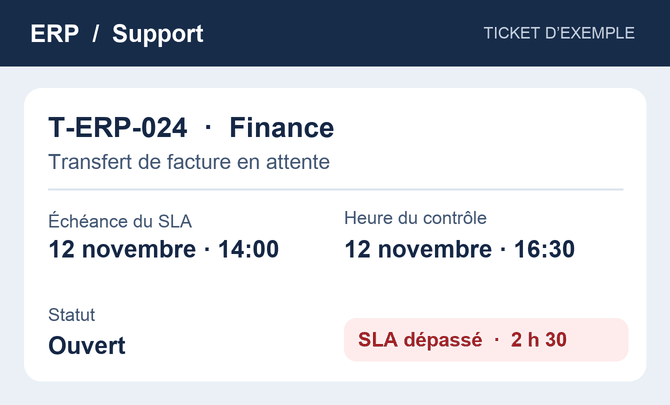 ERP / Support
TICKET D’EXEMPLE
T-ERP-024 · Finance
Transfert de facture en attente
Échéance du SLA
12 novembre · 14:00
Heure du contrôle
12 novembre · 16:30
Statut
Ouvert
SLA dépassé · 2 h 30